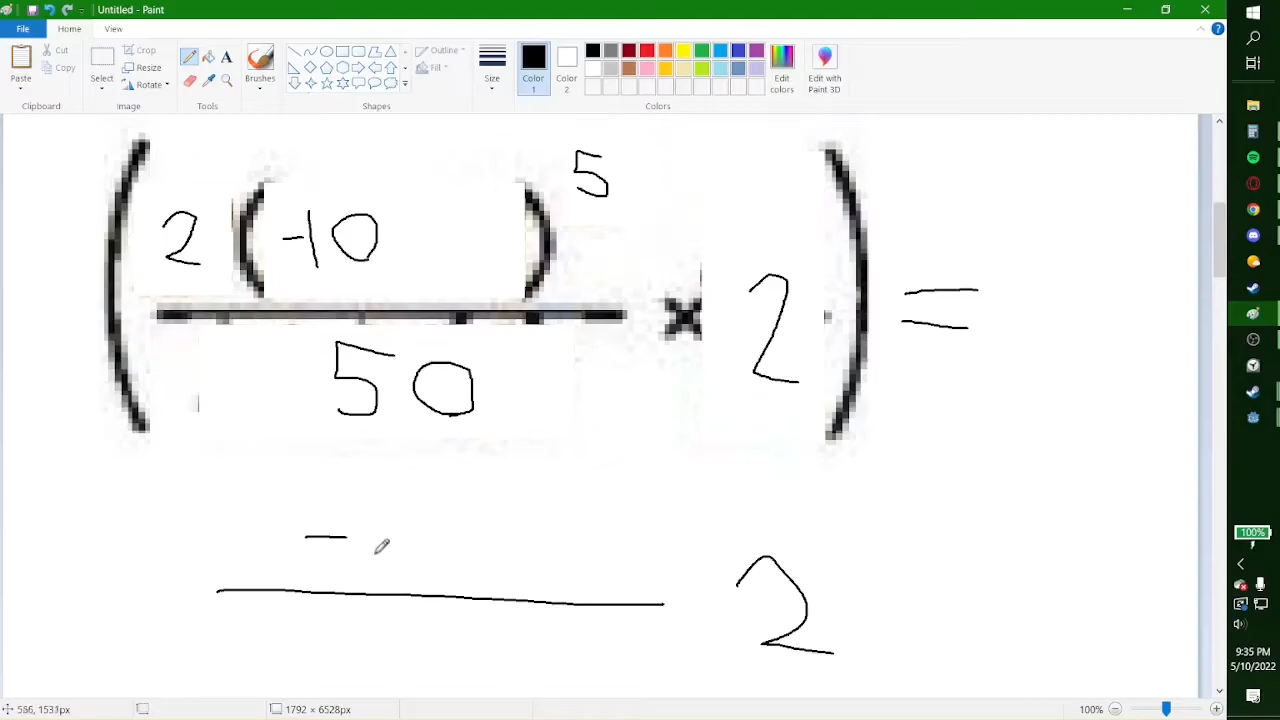 Untitled - Paint
File Home View
Paste Cut Copy Clipboard
Select Crop Resize Rotate Image
Tools
Brushes
Shapes Outline Fill
Size
Color 1 Color 2 Edit colors Edit with Paint 3D
Colors
( 2 ( -10 ) 5
× 2 ) =
50
-
2
586, 1531px 1792 × 6528px 100%
100%
9:35 PM
5/10/2022